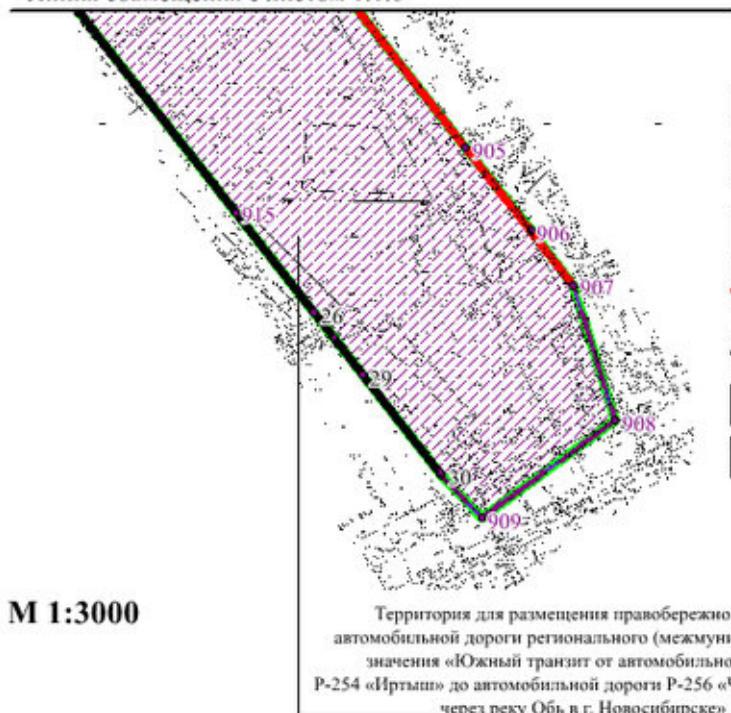 905
906
915
907
26
29
908
30
909
М 1:3000
Территория для размещения правобережно
автомобильной дороги регионального (межмуни
значения «Южный транзит от автомобильно
Р-254 «Иртыш» до автомобильной дороги Р-256 «Ч
через реку Обь в г. Новосибирске»